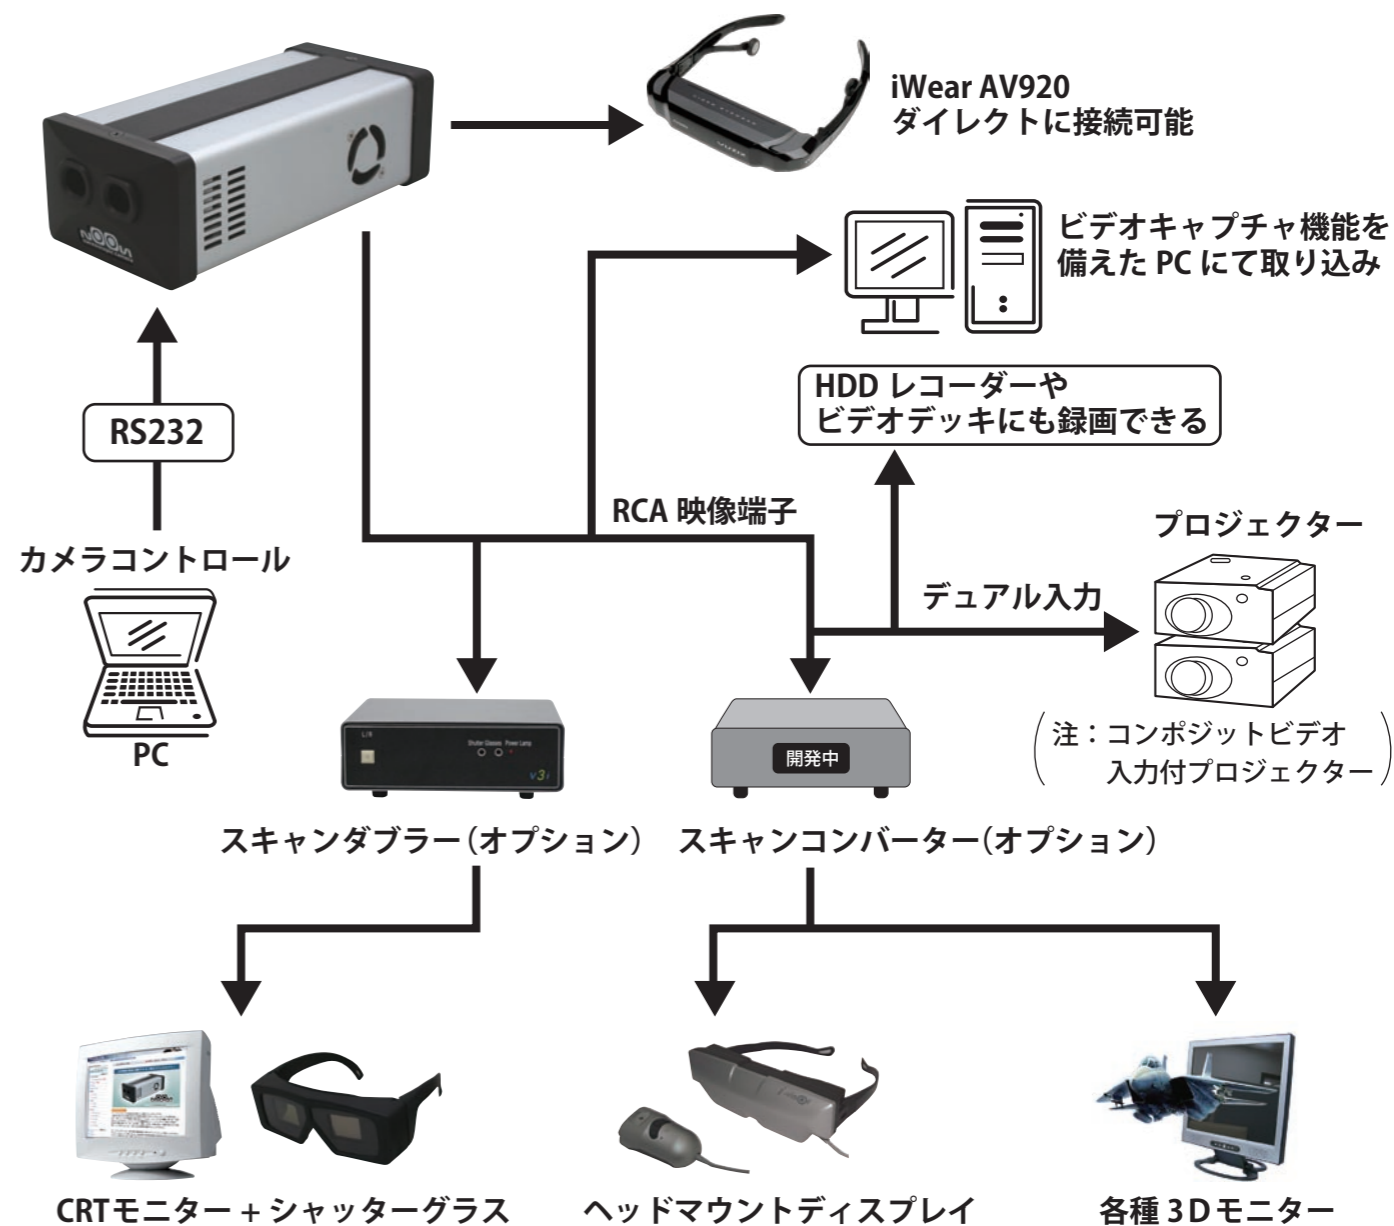 iWear AV920
ダイレクトに接続可能
ビデオキャプチャ機能を
備えた PC にて取り込み
HDD レコーダーや
ビデオデッキにも録画できる
RS232
RCA 映像端子
プロジェクター
カメラコントロール
デュアル入力
PC
L/R
Shutter Glasses Power Lamp
v3i
開発中
(注：コンポジットビデオ
入力付プロジェクター)
スキャンダブラー(オプション)
スキャンコンバーター(オプション)
CRTモニター + シャッターグラス
ヘッドマウントディスプレイ
各種 3Dモニター